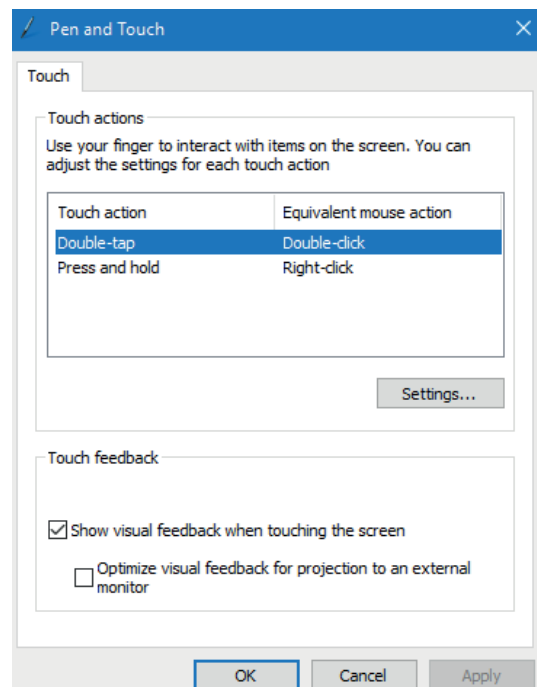 Pen and Touch
Touch
Touch actions
Use your finger to interact with items on the screen. You can
adjust the settings for each touch action
Touch action Equivalent mouse action
Double-tap Double-click
Press and hold Right-click
Settings...
Touch feedback
Show visual feedback when touching the screen
Optimize visual feedback for projection to an external
monitor
OK Cancel Apply